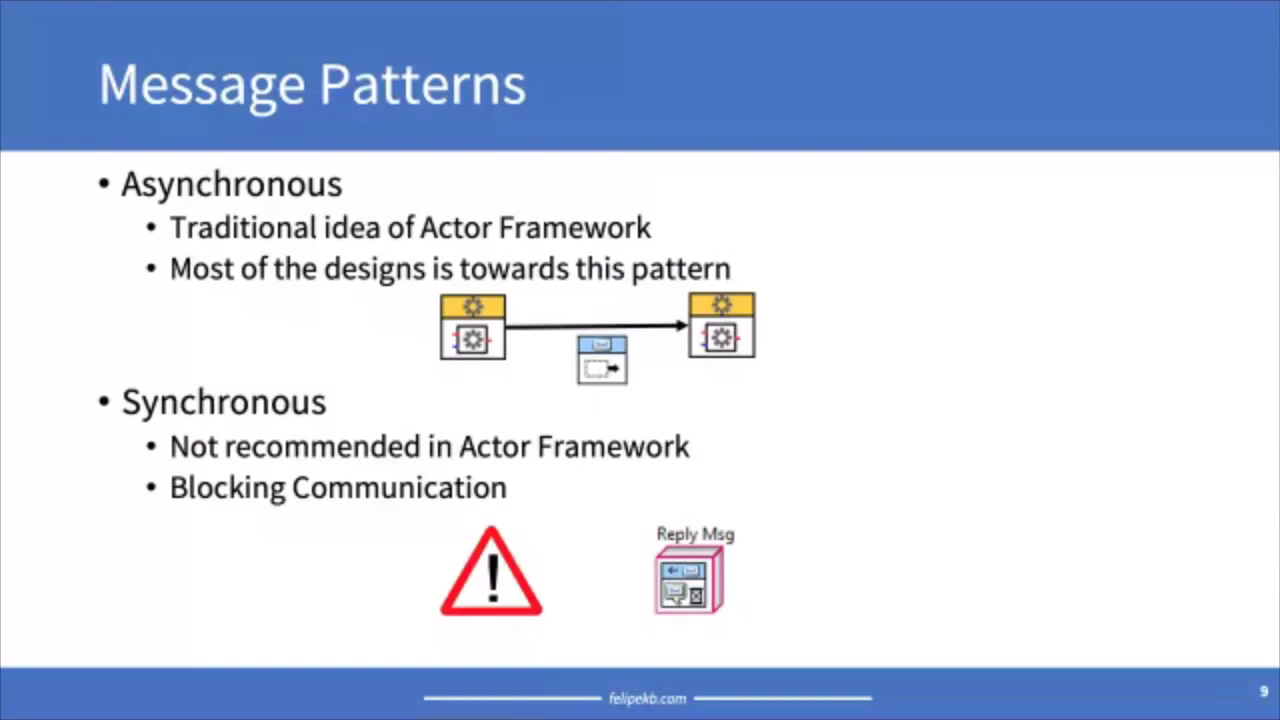 Message Patterns
• Asynchronous
• Traditional idea of Actor Framework
• Most of the designs is towards this pattern
• Synchronous
• Not recommended in Actor Framework
• Blocking Communication
!
Reply Msg
felipekb.com
9